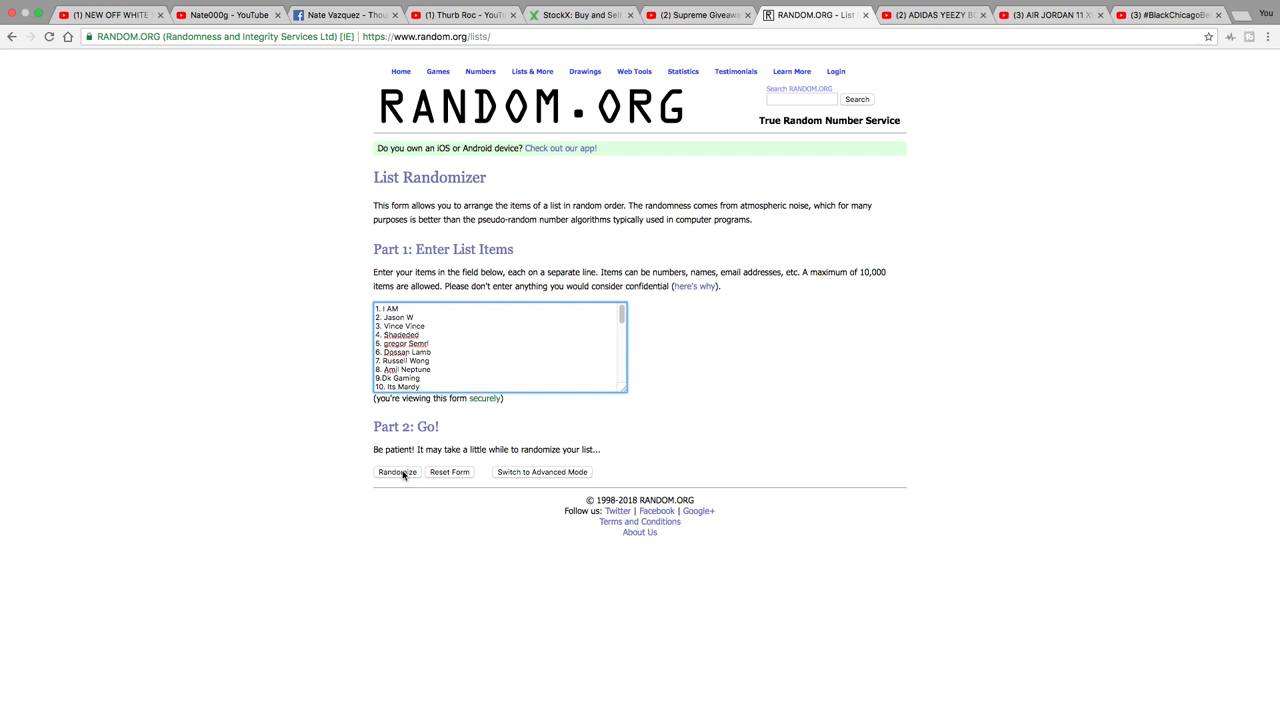 (1) NEW OFF WHITE
Nate000g - YouTube
Nate Vazquez - Thou
(1) Thurb Roc - YouTu
StockX: Buy and Sell
(2) Supreme Giveawa
RANDOM.ORG - List
(2) ADIDAS YEEZY BO
(3) AIR JORDAN 11 X
(3) #BlackChicagoBe
You
RANDOM.ORG (Randomness and Integrity Services Ltd) [IE] | https://www.random.org/lists/
Home Games Numbers Lists & More Drawings Web Tools Statistics Testimonials Learn More Login
RANDOM.ORG
Search RANDOM.ORG
Search
True Random Number Service
Do you own an iOS or Android device? Check out our app!
List Randomizer
This form allows you to arrange the items of a list in random order. The randomness comes from atmospheric noise, which for many
purposes is better than the pseudo-random number algorithms typically used in computer programs.
Part 1: Enter List Items
Enter your items in the field below, each on a separate line. Items can be numbers, names, email addresses, etc. A maximum of 10,000
items are allowed. Please don't enter anything you would consider confidential (here's why).
1. I AM
2. Jason W
3. Vince Vince
4. Shadeded
5. gregor Semrl
6. Dossan Lamb
7. Russell Wong
8. Amji Neptune
9.Dk Gaming
10. Its Mardy
(you're viewing this form securely)
Part 2: Go!
Be patient! It may take a little while to randomize your list...
Randomize Reset Form Switch to Advanced Mode
© 1998-2018 RANDOM.ORG
Follow us: Twitter | Facebook | Google+
Terms and Conditions
About Us